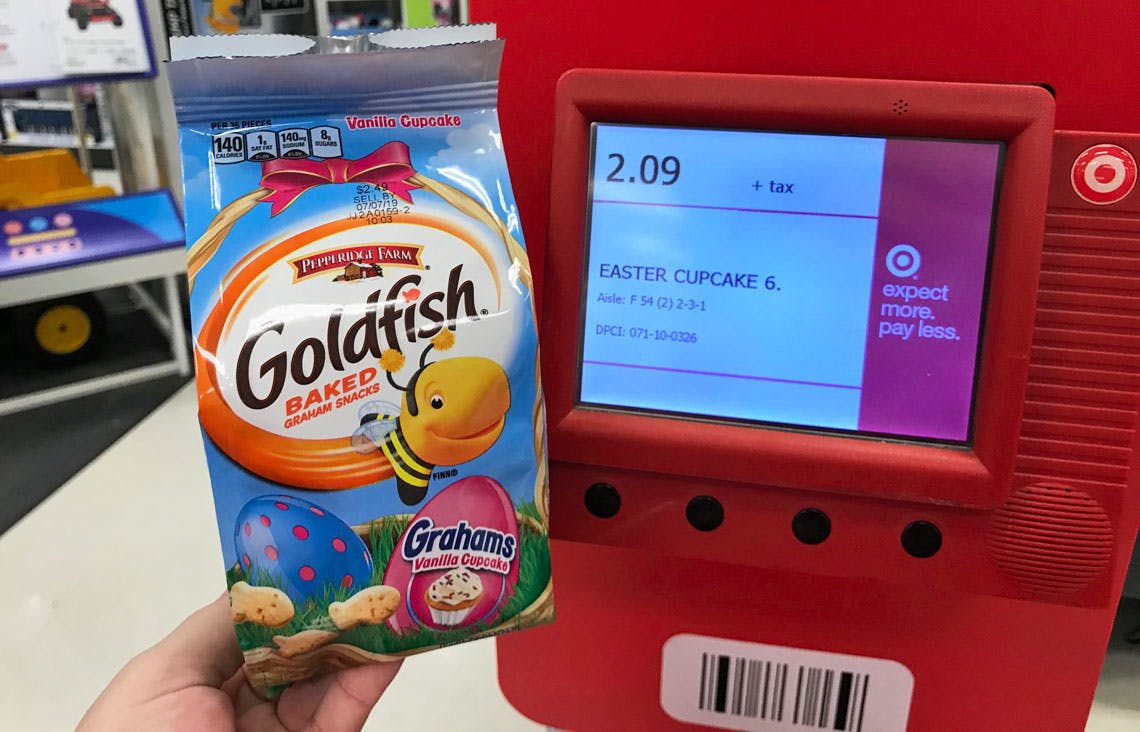 Vanilla Cupcake
PER 35 PIECES
140 CALORIES
1g SAT FAT
140mg SODIUM
8g SUGARS
$2.49
SELL BY
07/07/19
10:03
PEPPERIDGE FARM
Goldfish®
BAKED
GRAHAM SNACKS
FINN®
Grahams
Vanilla Cupcake
2.09 + tax
EASTER CUPCAKE 6.
Aisle: F 54 (2) 2-3-1
DPCI: 071-10-0326
expect
more.
pay less.